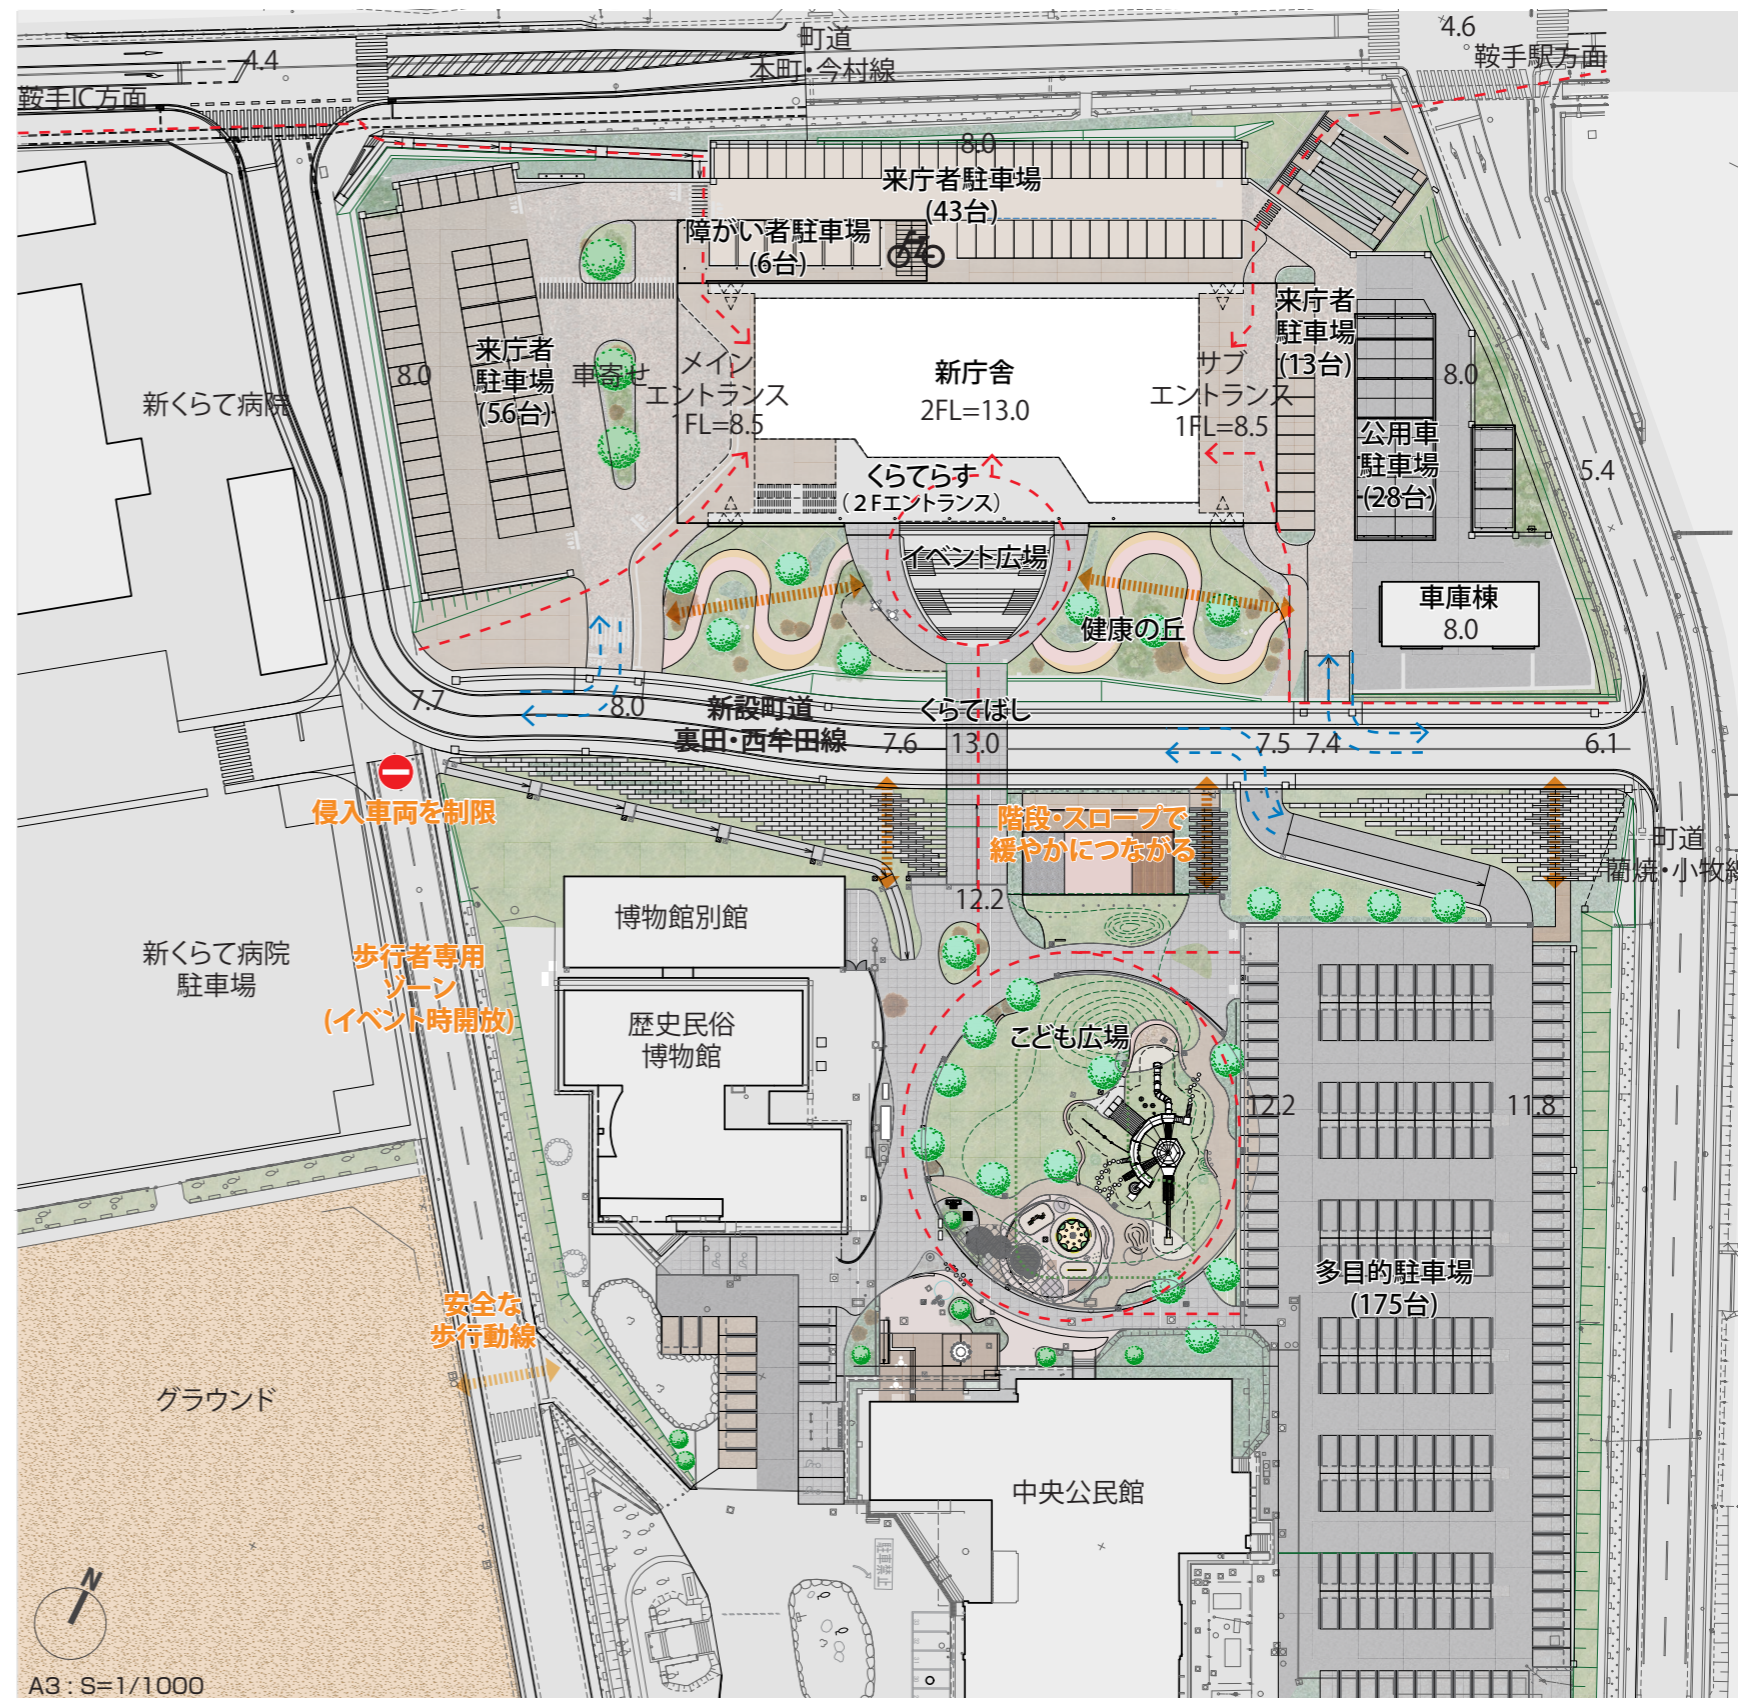 町道
本町・今村線
4.4
4.6
鞍手駅方面
鞍手IC方面
8.0
来庁者駐車場
(43台)
障がい者駐車場
(6台)
来庁者
駐車場
(13台)
来庁者
駐車場
(56台)
8.0
車寄せ
メイン
エントランス
1FL=8.5
新庁舎
2FL=13.0
サブ
エントランス
1FL=8.5
8.0
公用車
駐車場
(28台)
5.4
新くらて病院
くらてらす
(2Fエントランス)
イベント広場
健康の丘
車庫棟
8.0
7.7
8.0
新設町道
裏田・西牟田線
7.6
くらてばし
13.0
7.5
7.4
6.1
侵入車両を制限
階段・スロープで
緩やかにつながる
町道
藺焼・小牧線
12.2
博物館別館
新くらて病院
駐車場
歩行者専用
ゾーン
(イベント時開放)
歴史民俗
博物館
こども広場
12.2
11.8
多目的駐車場
(175台)
安全な
歩行動線
グラウンド
中央公民館
駐車禁止
N
A3 : S=1/1000